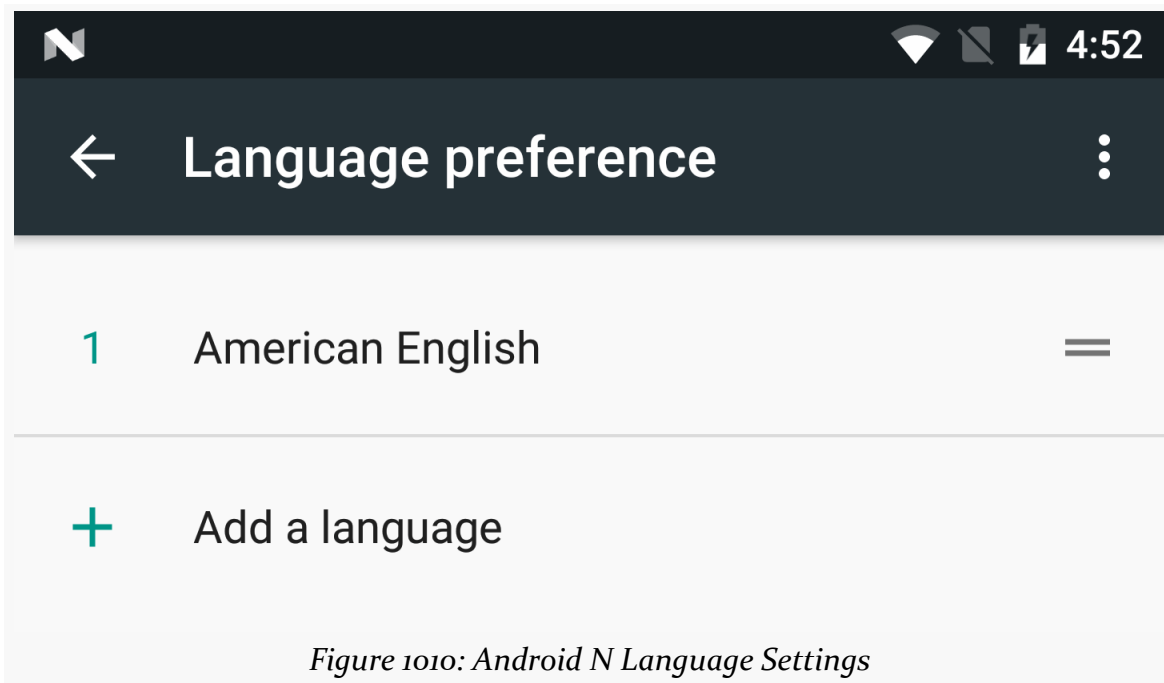 4:52
Language preference
1 American English
Add a language
Figure 1010: Android N Language Settings